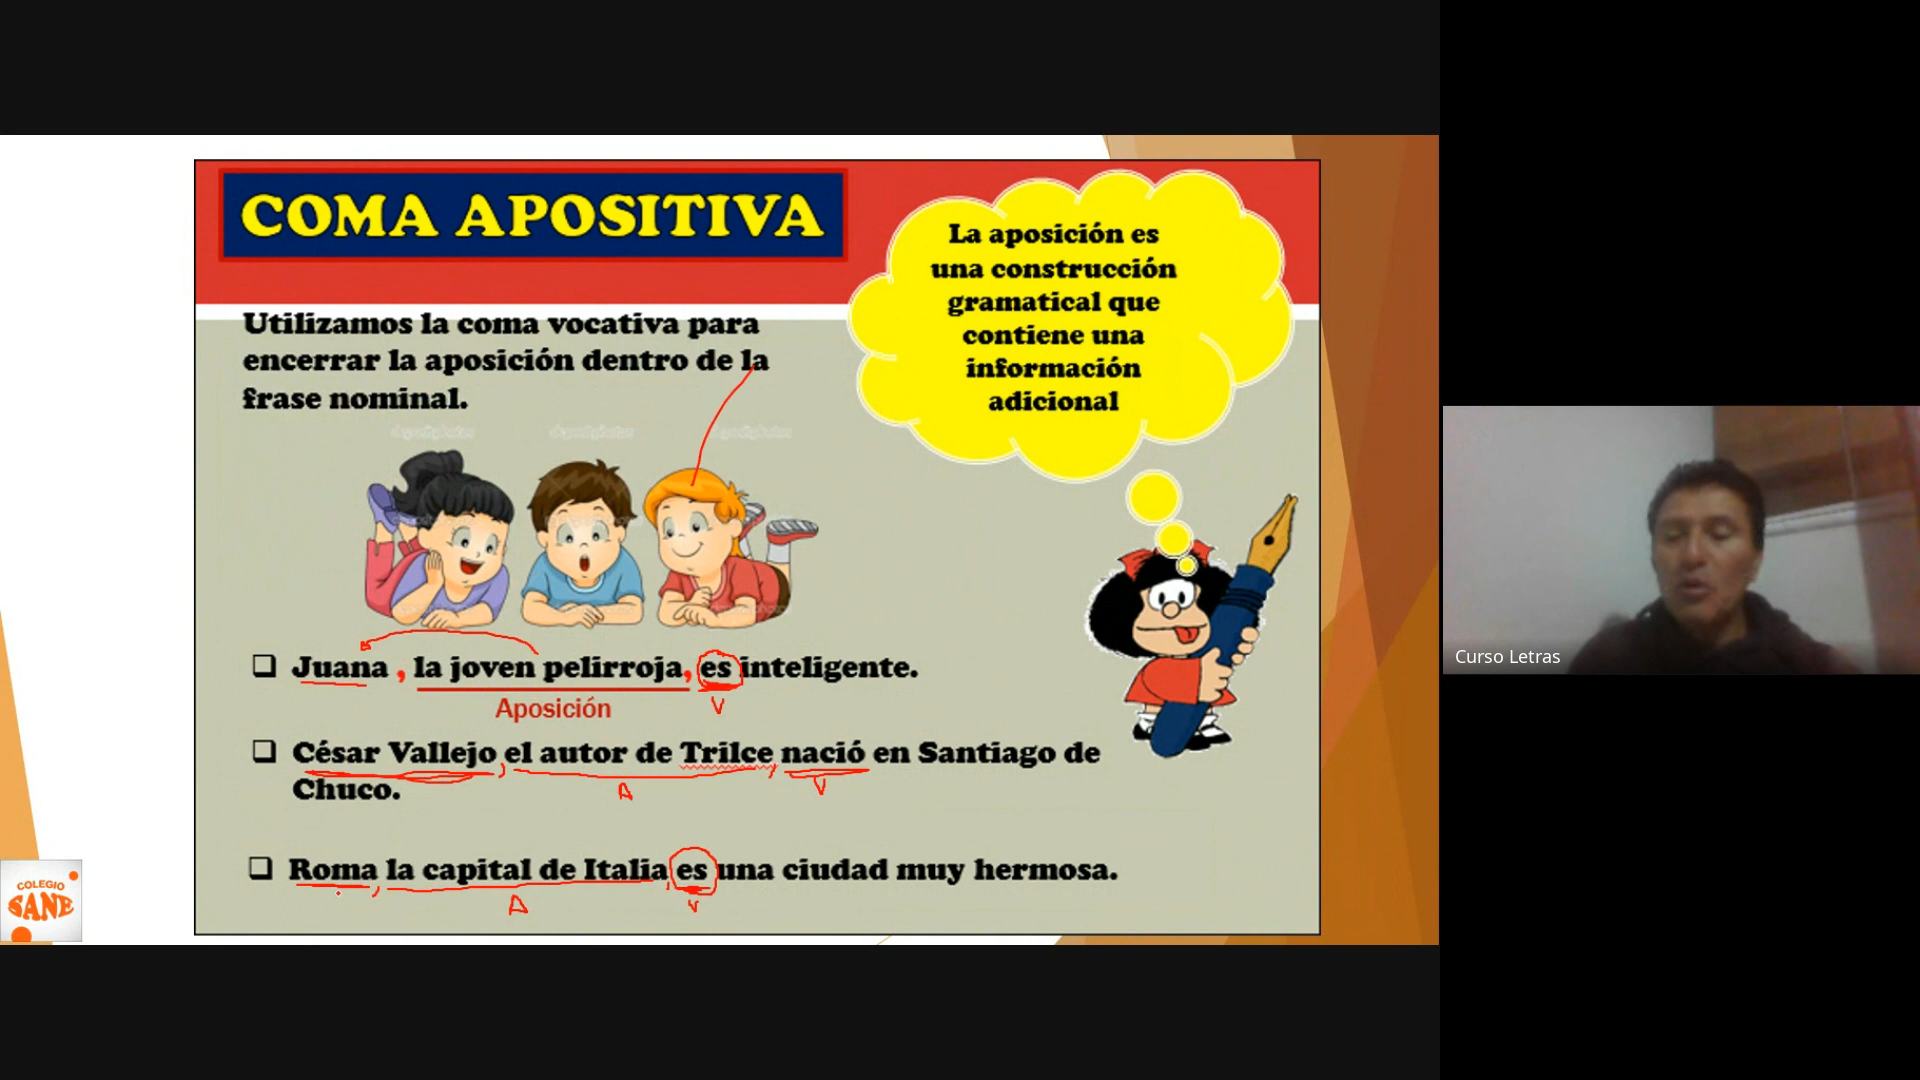 COMA APOSITIVA
La aposición es
una construcción
gramatical que
contiene una
información
adicional
Utilizamos la coma vocativa para
encerrar la aposición dentro de la
frase nominal.
Juana , la joven pelirroja, es inteligente.
V
Aposición
César Vallejo, el autor de Trilce, nació en Santiago de
Chuco.
A
V
Roma, la capital de Italia, es una ciudad muy hermosa.
A
V
COLEGIO
SANE
Curso Letras